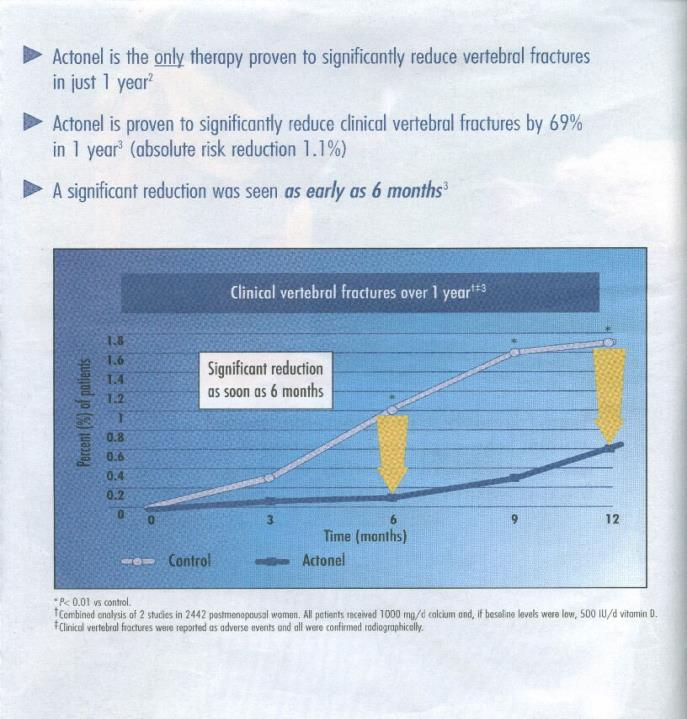 Actonel is the only therapy proven to significantly reduce vertebral fractures
in just 1 year²
Actonel is proven to significantly reduce clinical vertebral fractures by 69%
in 1 year³ (absolute risk reduction 1.1%)
A significant reduction was seen as early as 6 months³
Clinical vertebral fractures over 1 year†‡3
Percent (%) of patients
1.8
1.6
1.4
1.2
1
0.8
0.6
0.4
0.2
0
Significant reduction
as soon as 6 months
*
*
*
0 3 6 9 12
Time (months)
Control Actonel
*P< 0.01 vs control.
†Combined analysis of 2 studies in 2442 postmenopausal women. All patients received 1000 mg/d calcium and, if baseline levels were low, 500 IU/d vitamin D.
‡Clinical vertebral fractures were reported as adverse events and all were confirmed radiographically.